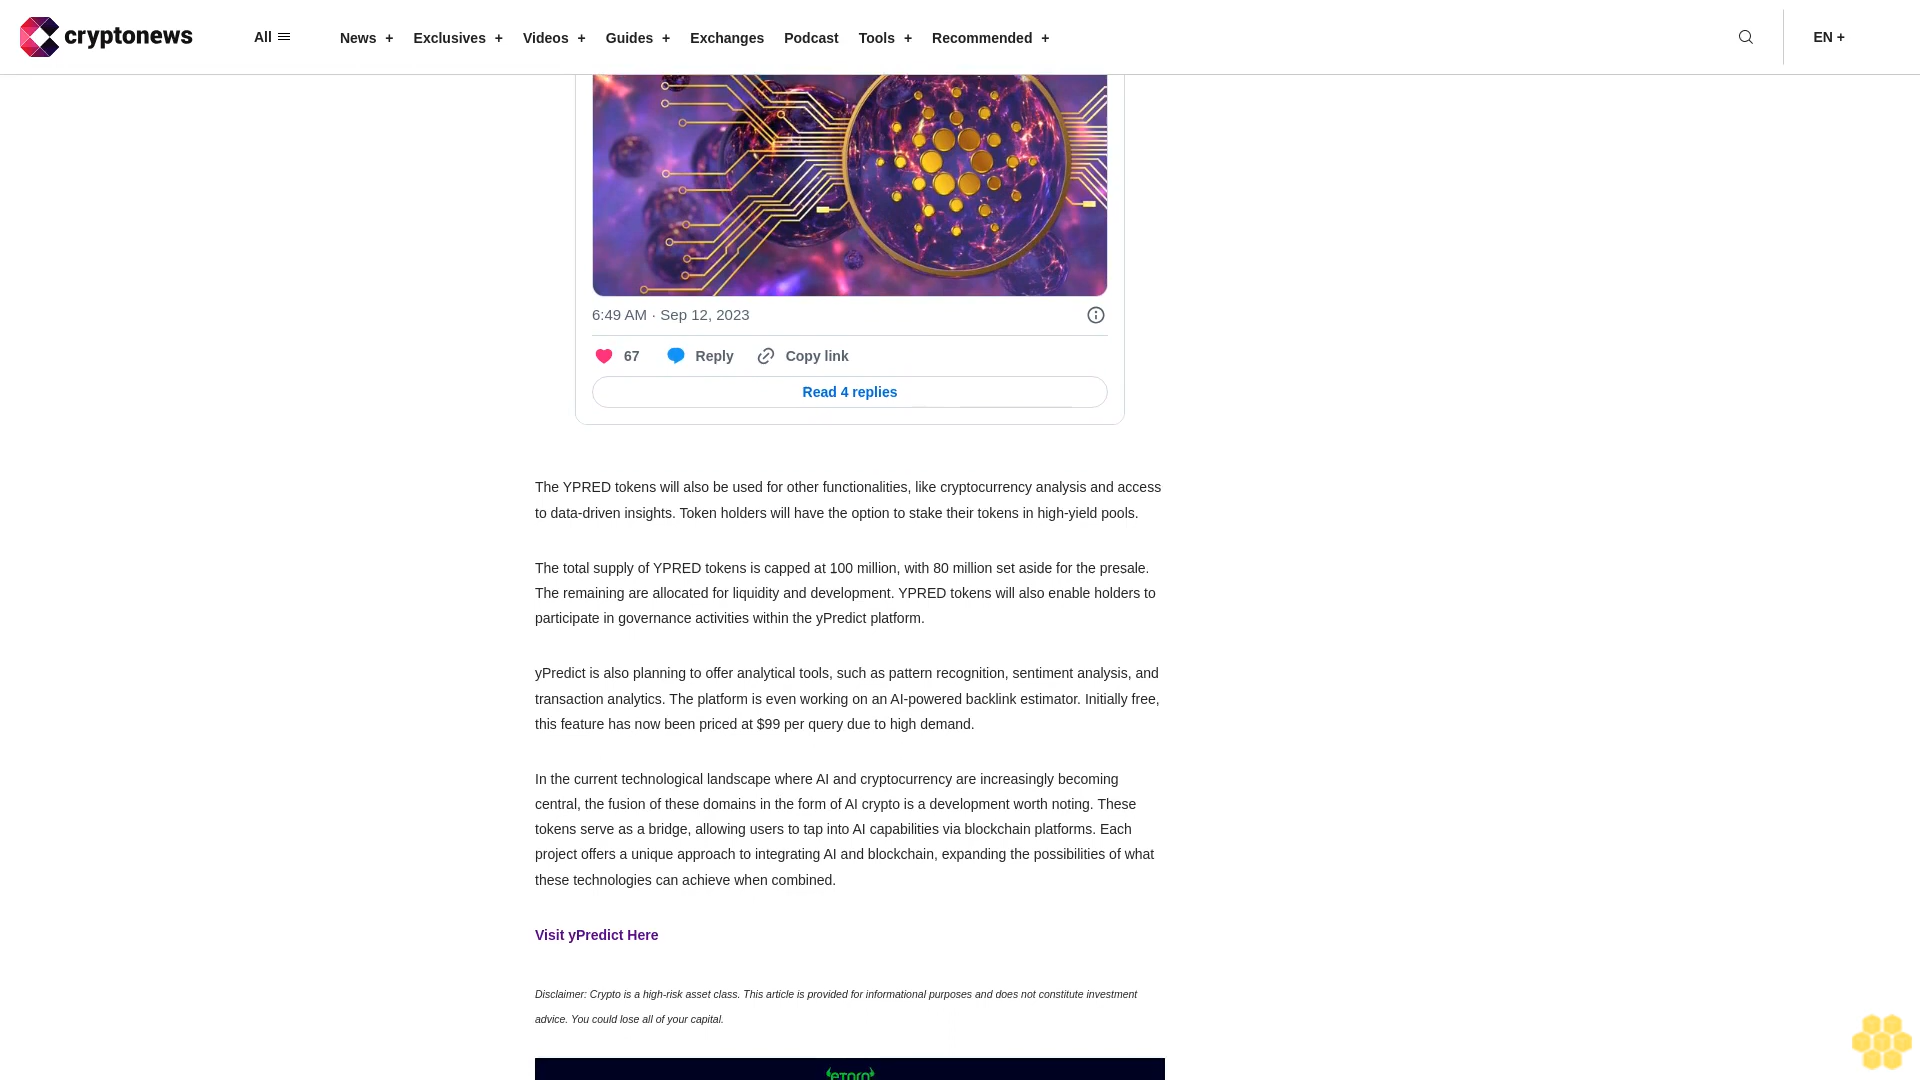 cryptonews
All
News +
Exclusives +
Videos +
Guides +
Exchanges
Podcast
Tools +
Recommended +
EN +
6:49 AM · Sep 12, 2023
67
Reply
Copy link
Read 4 replies
The YPRED tokens will also be used for other functionalities, like cryptocurrency analysis and access
to data-driven insights. Token holders will have the option to stake their tokens in high-yield pools.
The total supply of YPRED tokens is capped at 100 million, with 80 million set aside for the presale.
The remaining are allocated for liquidity and development. YPRED tokens will also enable holders to
participate in governance activities within the yPredict platform.
yPredict is also planning to offer analytical tools, such as pattern recognition, sentiment analysis, and
transaction analytics. The platform is even working on an AI-powered backlink estimator. Initially free,
this feature has now been priced at $99 per query due to high demand.
In the current technological landscape where AI and cryptocurrency are increasingly becoming
central, the fusion of these domains in the form of AI crypto is a development worth noting. These
tokens serve as a bridge, allowing users to tap into AI capabilities via blockchain platforms. Each
project offers a unique approach to integrating AI and blockchain, expanding the possibilities of what
these technologies can achieve when combined.
Visit yPredict Here
Disclaimer: Crypto is a high-risk asset class. This article is provided for informational purposes and does not constitute investment
advice. You could lose all of your capital.
eToro